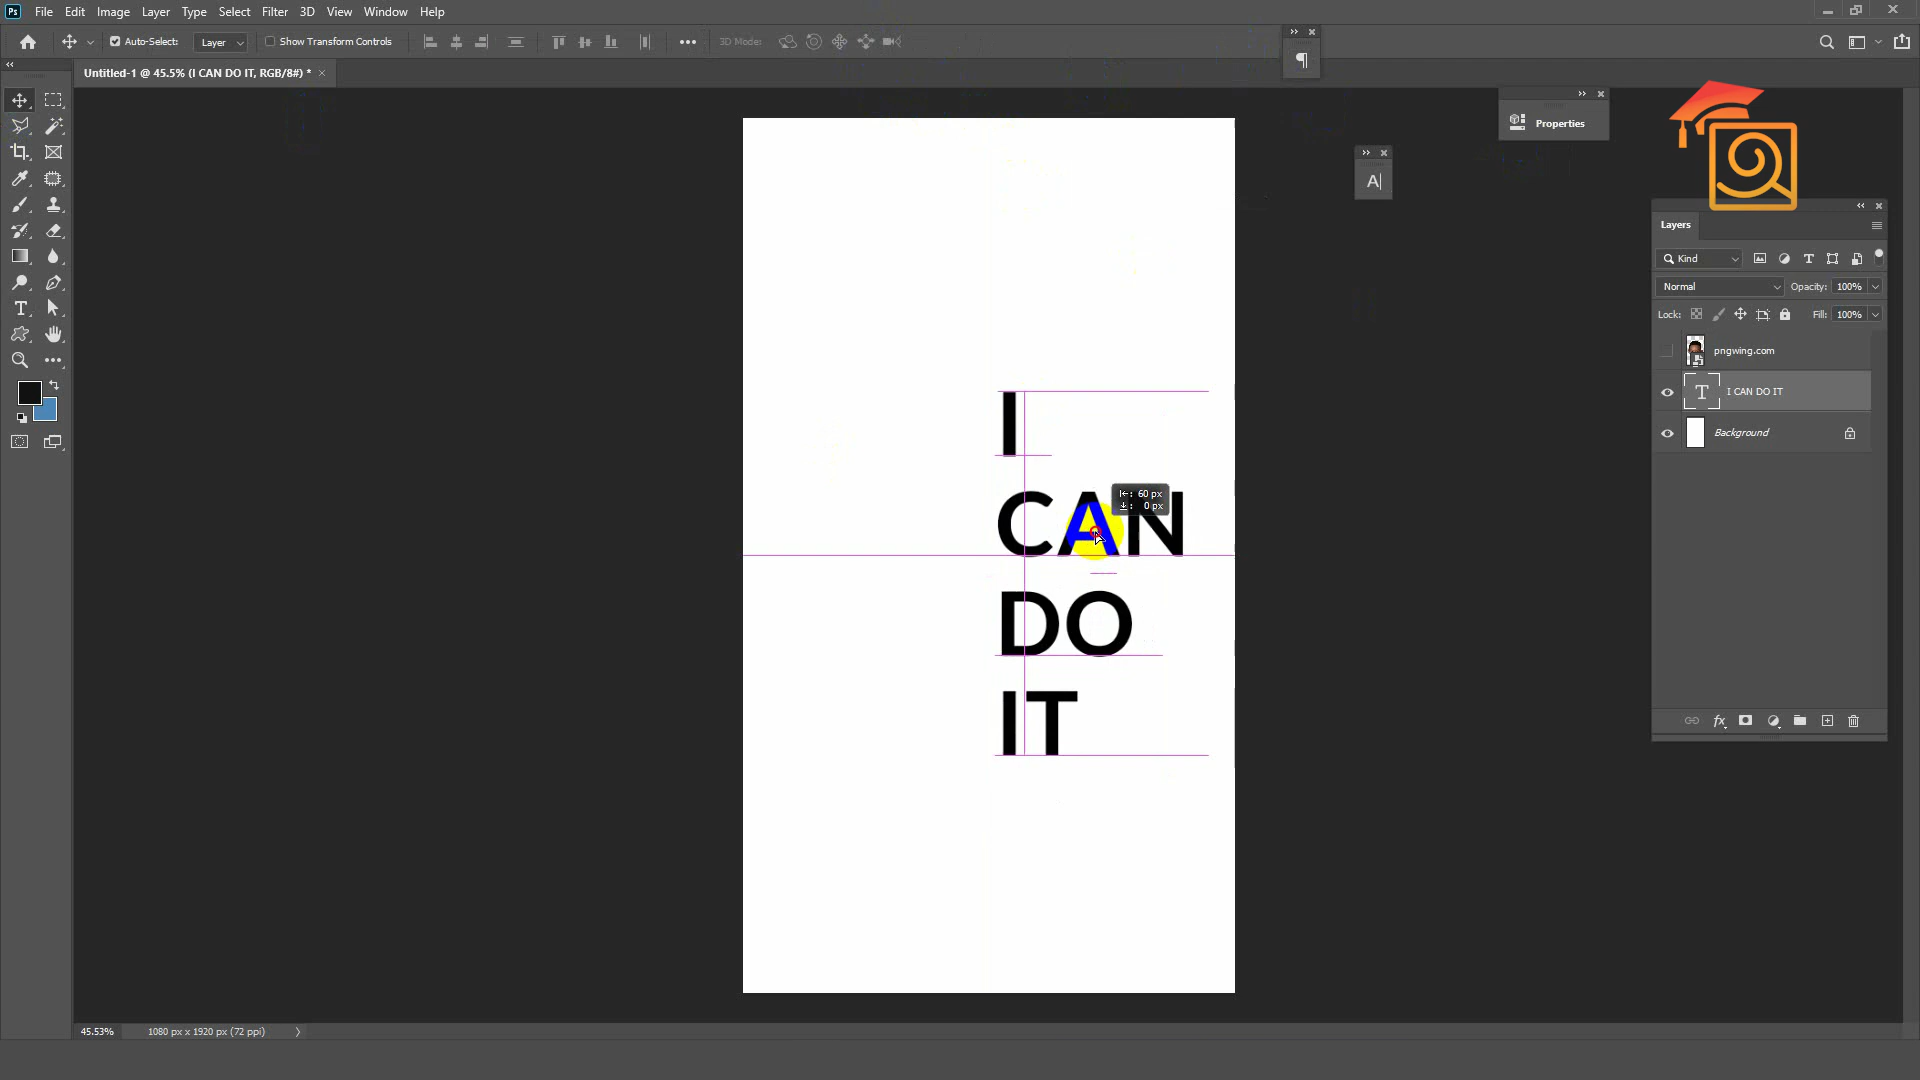 Ps File Edit Image Layer Type Select Filter 3D View Window Help
Auto-Select: Layer Show Transform Controls 3D Mode:
Untitled-1 @ 45.5% (I CAN DO IT, RGB/8#) * ×
Properties
A
Layers
Kind
Normal Opacity: 100%
Lock: Fill: 100%
pngwing.com
T I CAN DO IT
Background
fx
I
CAN
DO
IT
60 px
0 px
45.53% 1080 px x 1920 px (72 ppi)